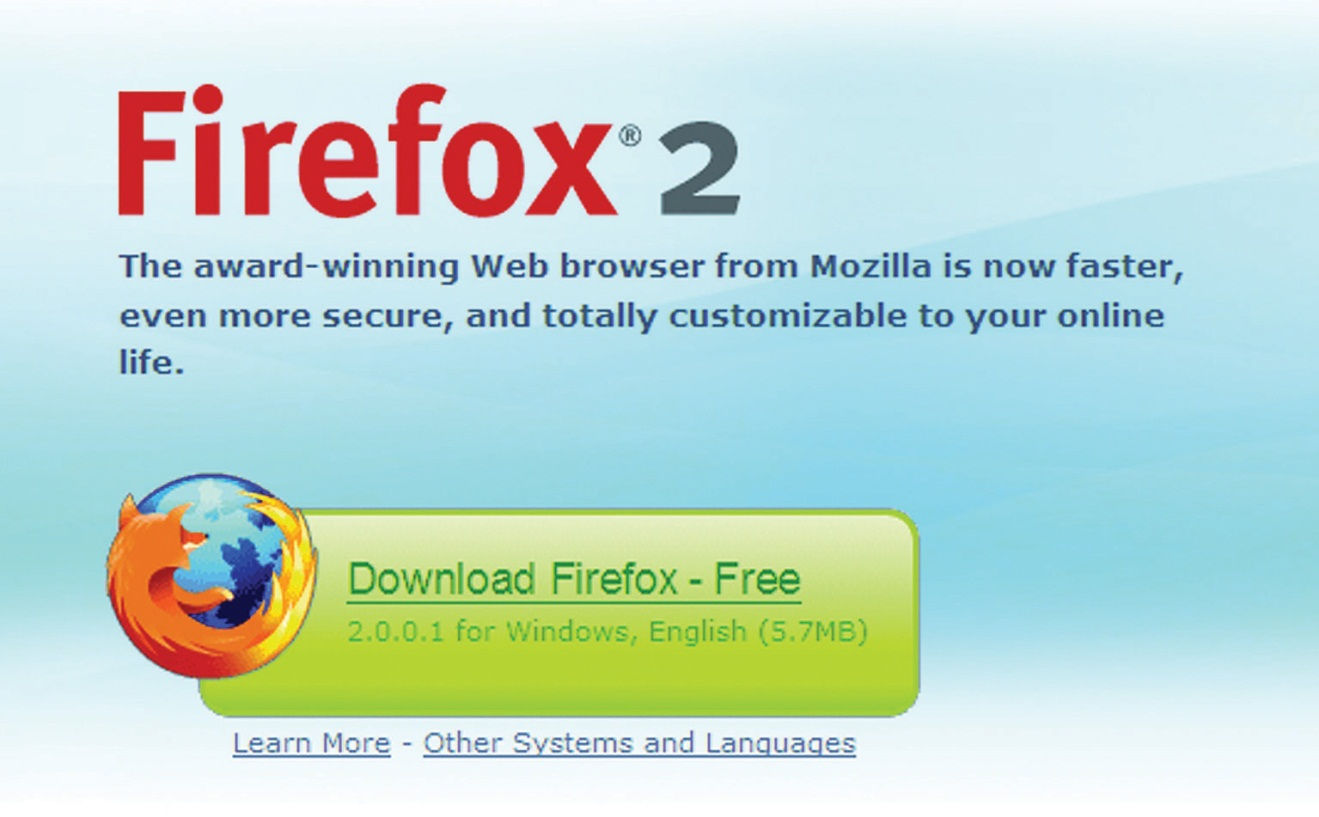 Firefox® 2
The award-winning Web browser from Mozilla is now faster,
even more secure, and totally customizable to your online
life.
Download Firefox - Free
2.0.0.1 for Windows, English (5.7MB)
Learn More - Other Systems and Languages